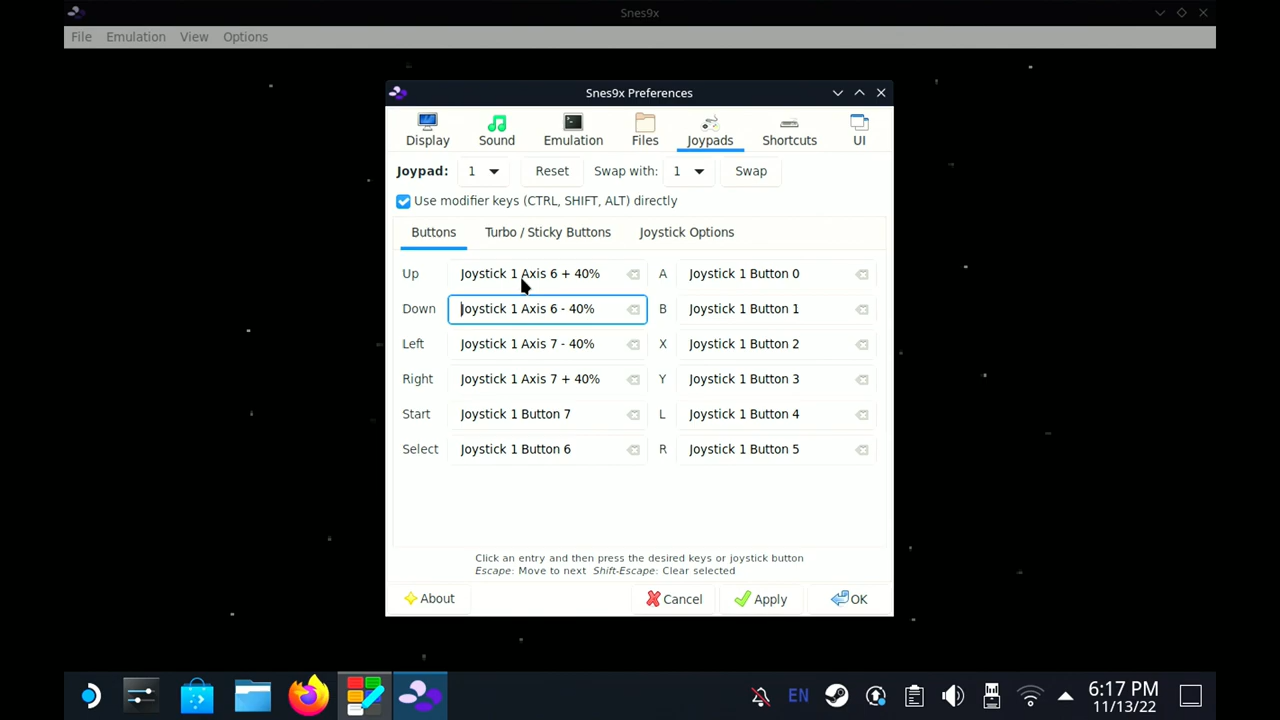 Snes9x
File Emulation View Options
Snes9x Preferences
Display Sound Emulation Files Joypads Shortcuts UI
Joypad: 1 Reset Swap with: 1 Swap
Use modifier keys (CTRL, SHIFT, ALT) directly
Buttons Turbo / Sticky Buttons Joystick Options
Up Joystick 1 Axis 6 + 40% A Joystick 1 Button 0
Down Joystick 1 Axis 6 - 40% B Joystick 1 Button 1
Left Joystick 1 Axis 7 - 40% X Joystick 1 Button 2
Right Joystick 1 Axis 7 + 40% Y Joystick 1 Button 3
Start Joystick 1 Button 7 L Joystick 1 Button 4
Select Joystick 1 Button 6 R Joystick 1 Button 5
Click an entry and then press the desired keys or joystick button
Escape: Move to next Shift-Escape: Clear selected
About Cancel Apply OK
EN 6:17 PM
11/13/22